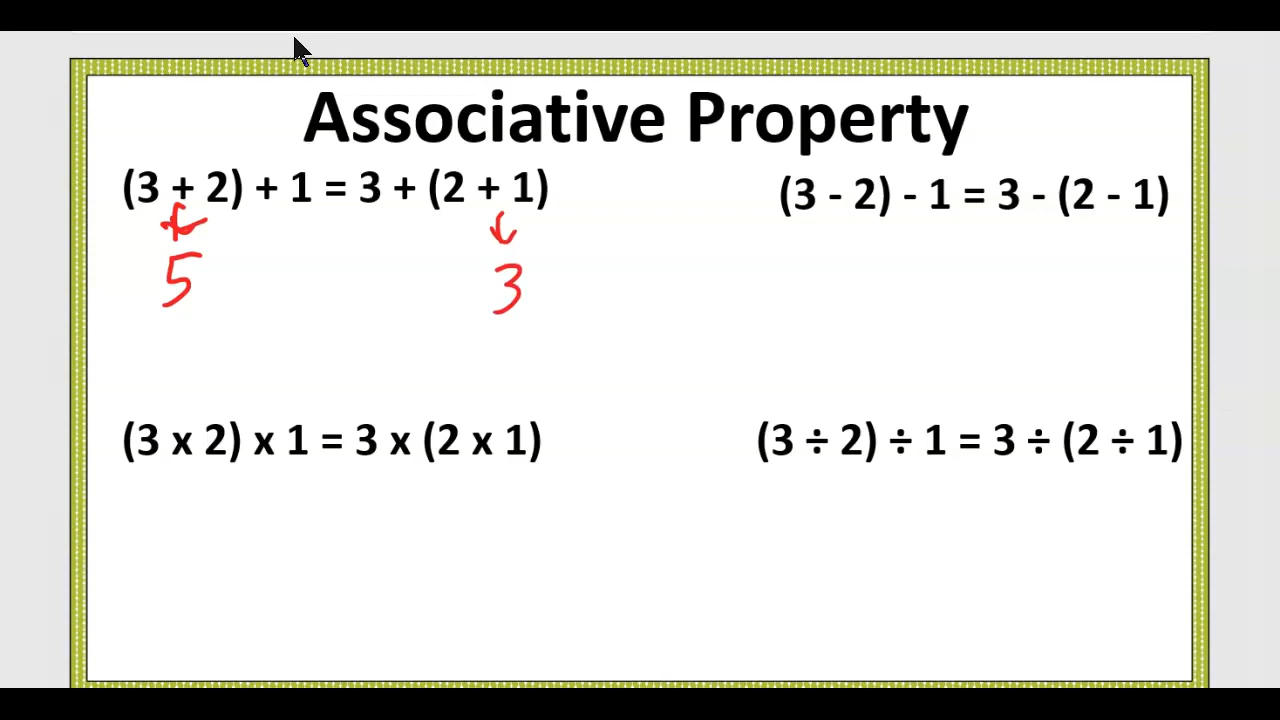 Associative Property
(3 + 2) + 1 = 3 + (2 + 1)
5 3
(3 - 2) - 1 = 3 - (2 - 1)
(3 x 2) x 1 = 3 x (2 x 1)
(3 ÷ 2) ÷ 1 = 3 ÷ (2 ÷ 1)